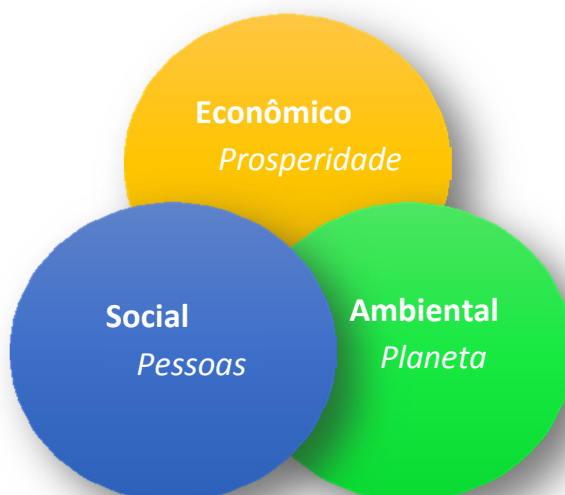 Econômico
Prosperidade
Social
Pessoas
Ambiental
Planeta